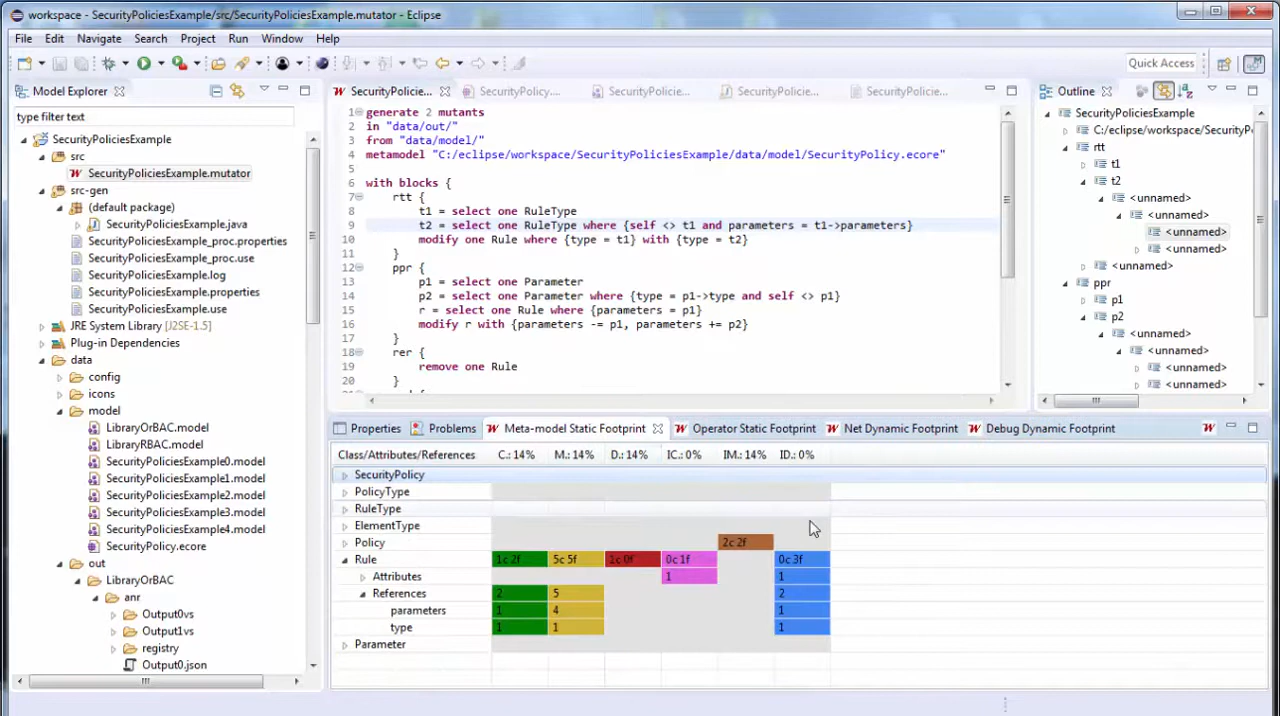 workspace - SecurityPoliciesExample/src/SecurityPoliciesExample.mutator - Eclipse
File Edit Navigate Search Project Run Window Help
Quick Access
Model Explorer
type filter text
SecurityPoliciesExample
src
SecurityPoliciesExample.mutator
src-gen
(default package)
SecurityPoliciesExample.java
SecurityPoliciesExample_proc.properties
SecurityPoliciesExample_proc.use
SecurityPoliciesExample.log
SecurityPoliciesExample.properties
SecurityPoliciesExample.use
JRE System Library [J2SE-1.5]
Plug-in Dependencies
data
config
icons
model
LibraryOrBAC.model
LibraryRBAC.model
SecurityPoliciesExample0.model
SecurityPoliciesExample1.model
SecurityPoliciesExample2.model
SecurityPoliciesExample3.model
SecurityPoliciesExample4.model
SecurityPolicy.ecore
out
LibraryOrBAC
anr
Output0vs
Output1vs
registry
Output0.json
SecurityPolicie... SecurityPolicy.... SecurityPolicie... SecurityPolicie... SecurityPolicie...
1 generate 2 mutants
2 in "data/out/"
3 from "data/model/"
4 metamodel "C:/eclipse/workspace/SecurityPoliciesExample/data/model/SecurityPolicy.ecore"
5
6 with blocks {
7 rtt {
8 t1 = select one RuleType
9 t2 = select one RuleType where {self <> t1 and parameters = t1->parameters}
10 modify one Rule where {type = t1} with {type = t2}
11 }
12 ppr {
13 p1 = select one Parameter
14 p2 = select one Parameter where {type = p1->type and self <> p1}
15 r = select one Rule where {parameters = p1}
16 modify r with {parameters -= p1, parameters += p2}
17 }
18 rer {
19 remove one Rule
20 }
Outline
SecurityPoliciesExample
C:/eclipse/workspace/SecurityP
rtt
t1
t2
<unnamed>
<unnamed>
<unnamed>
<unnamed>
<unnamed>
ppr
p1
p2
<unnamed>
<unnamed>
<unnamed>
<unnamed>
Properties Problems Meta-model Static Footprint Operator Static Footprint Net Dynamic Footprint Debug Dynamic Footprint
Class/Attributes/References C.: 14% M.: 14% D.: 14% IC.: 0% IM.: 14% ID.: 0%
SecurityPolicy
PolicyType
RuleType
ElementType
Policy 2c 2f
Rule 1c 2f 5c 5f 1c 0f 0c 1f 0c 3f
Attributes 1 1
References 2 5 2
parameters 1 4 1
type 1 1 1
Parameter